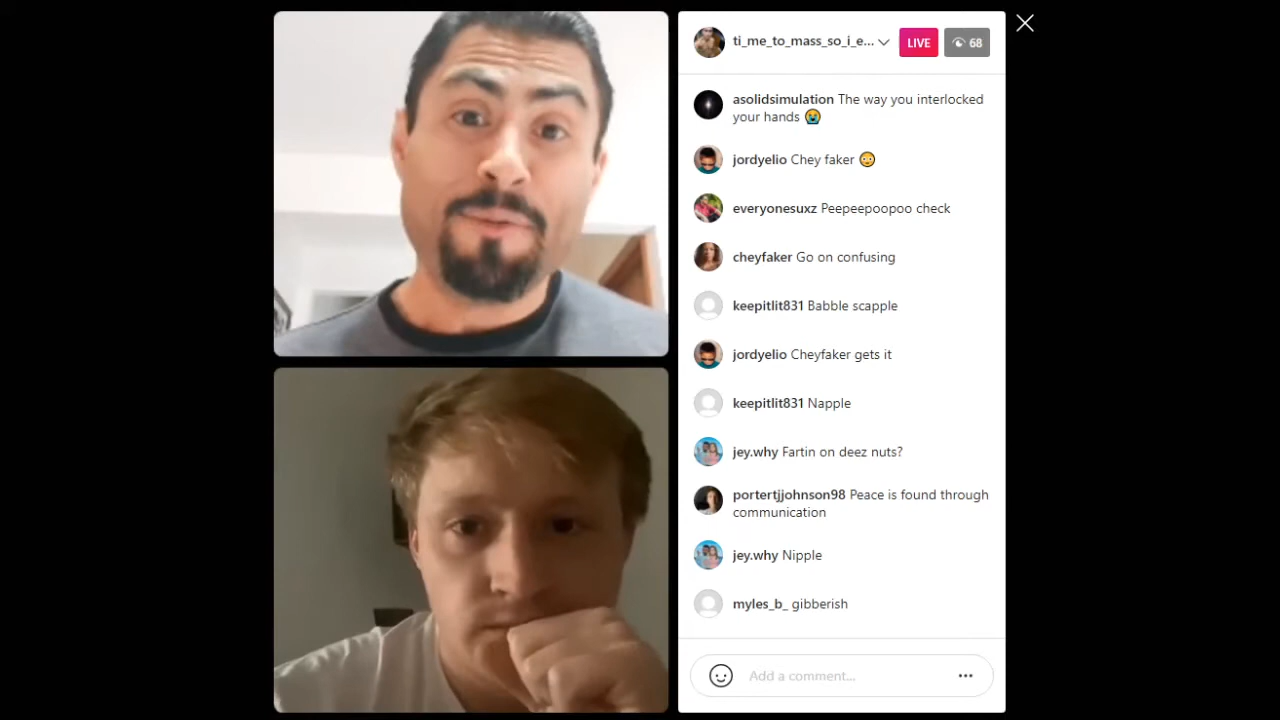 ti_me_to_mass_so_i_e...
LIVE
68
asolidsimulation The way you interlocked
your hands 😭
jordyelio Chey faker 😳
everyonesuxz Peepeepoopoo check
cheyfaker Go on confusing
keepitlit831 Babble scapple
jordyelio Cheyfaker gets it
keepitlit831 Napple
jey.why Fartin on deez nuts?
portertjjohnson98 Peace is found through
communication
jey.why Nipple
myles_b_ gibberish
Add a comment...